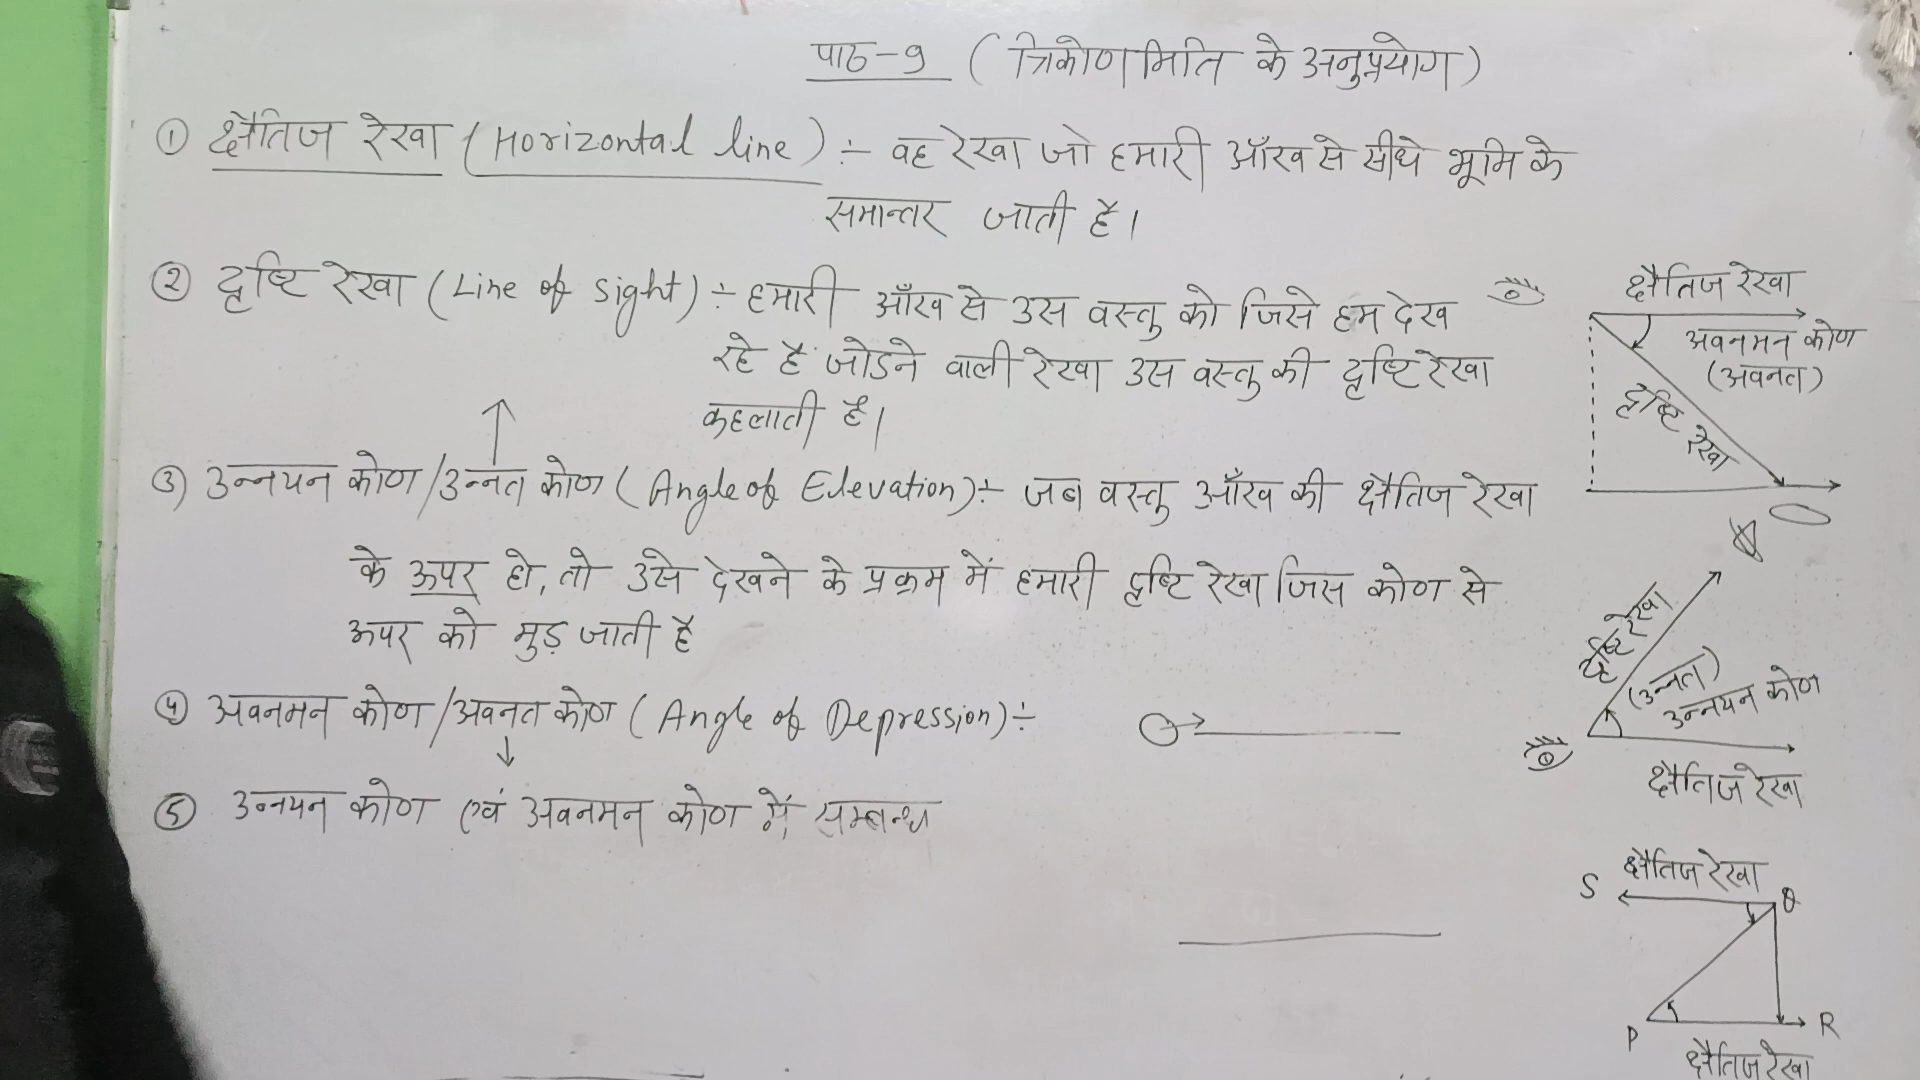 पाठ-9 (त्रिकोणमिति के अनुप्रयोग)
① क्षैतिज रेखा (Horizontal line) ÷ वह रेखा जो हमारी आँख से सीधे भूमि के
समान्तर जाती है।
② दृष्टि रेखा (Line of sight) ÷ हमारी आँख से उस वस्तु को जिसे हम देख
रहे हैं जोडने वाली रेखा उस वस्तु की दृष्टि रेखा
कहलाती है।
③ उन्नयन कोण/उन्नत कोण (Angle of Elevation) ÷ जब वस्तु आँख की क्षैतिज रेखा
के ऊपर हो, तो उसे देखने के प्रक्रम में हमारी दृष्टि रेखा जिस कोण से
ऊपर को मुड़ जाती है
④ अवनमन कोण/अवनत कोण (Angle of Depression) ÷
⑤ उन्नयन कोण एवं अवनमन कोण में सम्बन्ध
क्षैतिज रेखा
अवनमन कोण
(अवनत)
दृष्टि रेखा
दृष्टि रेखा
(उन्नत)
उन्नयन कोण
क्षैतिज रेखा
क्षैतिज रेखा
S
Q
P
R
क्षैतिज रेखा